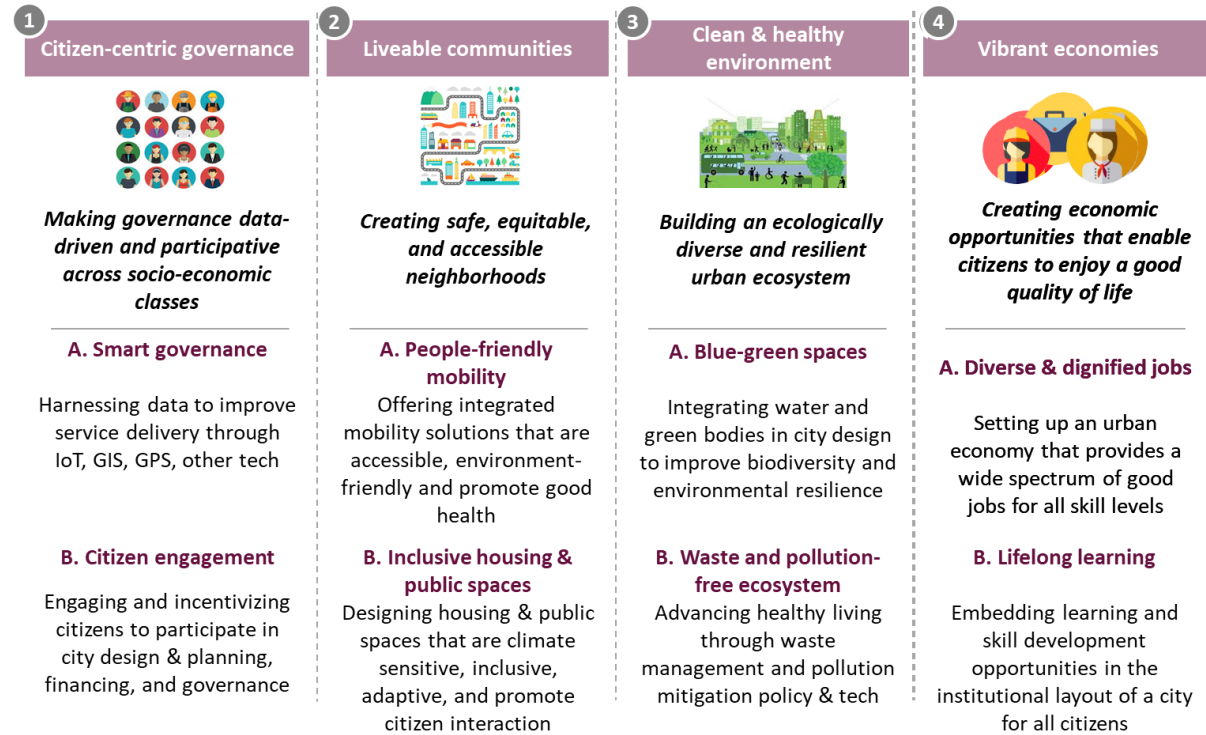 1
Citizen-centric governance
Making governance data-
driven and participative
across socio-economic
classes
A. Smart governance
Harnessing data to improve
service delivery through
IoT, GIS, GPS, other tech
B. Citizen engagement
Engaging and incentivizing
citizens to participate in
city design & planning,
financing, and governance
2
Liveable communities
Creating safe, equitable,
and accessible
neighborhoods
A. People-friendly
mobility
Offering integrated
mobility solutions that are
accessible, environment-
friendly and promote good
health
B. Inclusive housing &
public spaces
Designing housing & public
spaces that are climate
sensitive, inclusive,
adaptive, and promote
citizen interaction
3
Clean & healthy
environment
Building an ecologically
diverse and resilient
urban ecosystem
A. Blue-green spaces
Integrating water and
green bodies in city design
to improve biodiversity and
environmental resilience
B. Waste and pollution-
free ecosystem
Advancing healthy living
through waste
management and pollution
mitigation policy & tech
4
Vibrant economies
Creating economic
opportunities that enable
citizens to enjoy a good
quality of life
A. Diverse & dignified jobs
Setting up an urban
economy that provides a
wide spectrum of good
jobs for all skill levels
B. Lifelong learning
Embedding learning and
skill development
opportunities in the
institutional layout of a city
for all citizens